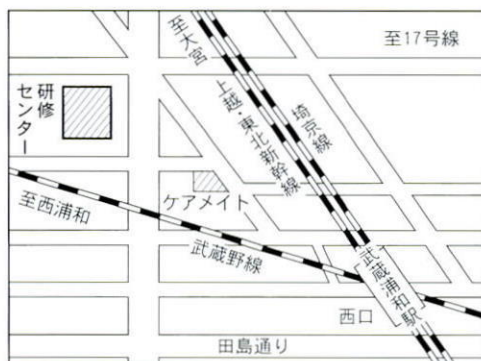 至大宮
至17号線
埼京線
上越・東北新幹線
研修
センター
ケアメイト
至西浦和
武蔵野線
武蔵浦和駅
西口
田島通り